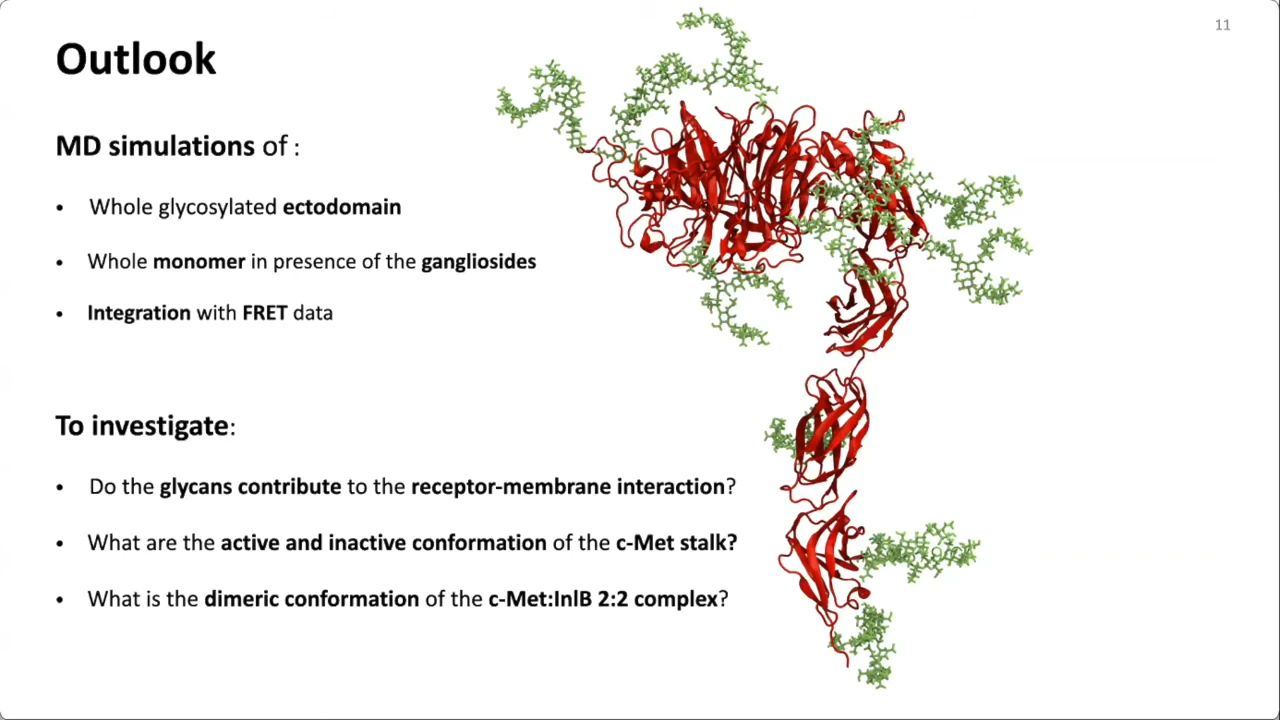 11
Outlook
MD simulations of :
• Whole glycosylated ectodomain
• Whole monomer in presence of the gangliosides
• Integration with FRET data
To investigate:
• Do the glycans contribute to the receptor-membrane interaction?
• What are the active and inactive conformation of the c-Met stalk?
• What is the dimeric conformation of the c-Met:InlB 2:2 complex?